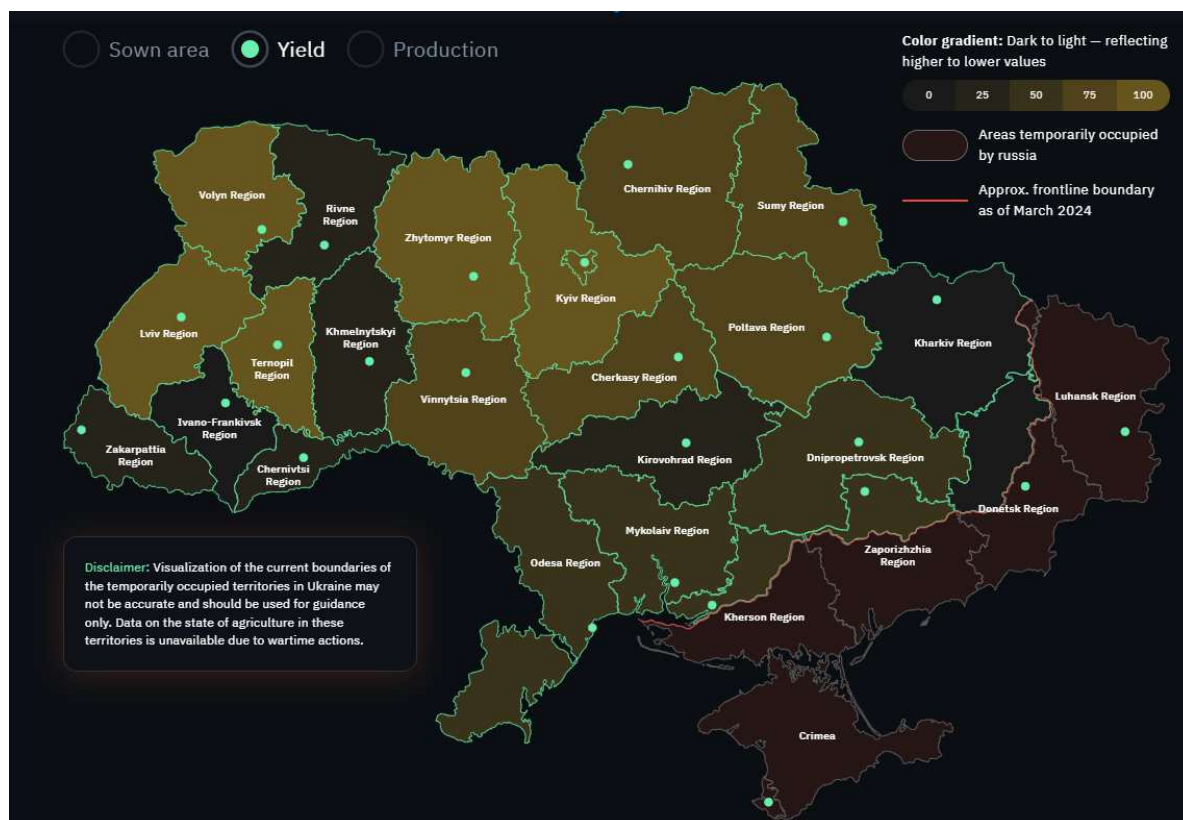 Sown area
Yield
Production
Color gradient: Dark to light — reflecting
higher to lower values
0 25 50 75 100
Areas temporarily occupied
by russia
Approx. frontline boundary
as of March 2024
Volyn Region
Rivne
Region
Zhytomyr Region
Chernihiv Region
Sumy Region
Kyiv Region
Lviv Region
Ternopil
Region
Khmelnytskyi
Region
Poltava Region
Kharkiv Region
Vinnytsia Region
Cherkasy Region
Luhansk Region
Ivano-Frankivsk
Region
Zakarpattia
Region
Chernivtsi
Region
Kirovohrad Region
Dnipropetrovsk Region
Donetsk Region
Mykolaiv Region
Odesa Region
Zaporizhzhia
Region
Kherson Region
Crimea
Disclaimer: Visualization of the current boundaries of
the temporarily occupied territories in Ukraine may
not be accurate and should be used for guidance
only. Data on the state of agriculture in these
territories is unavailable due to wartime actions.